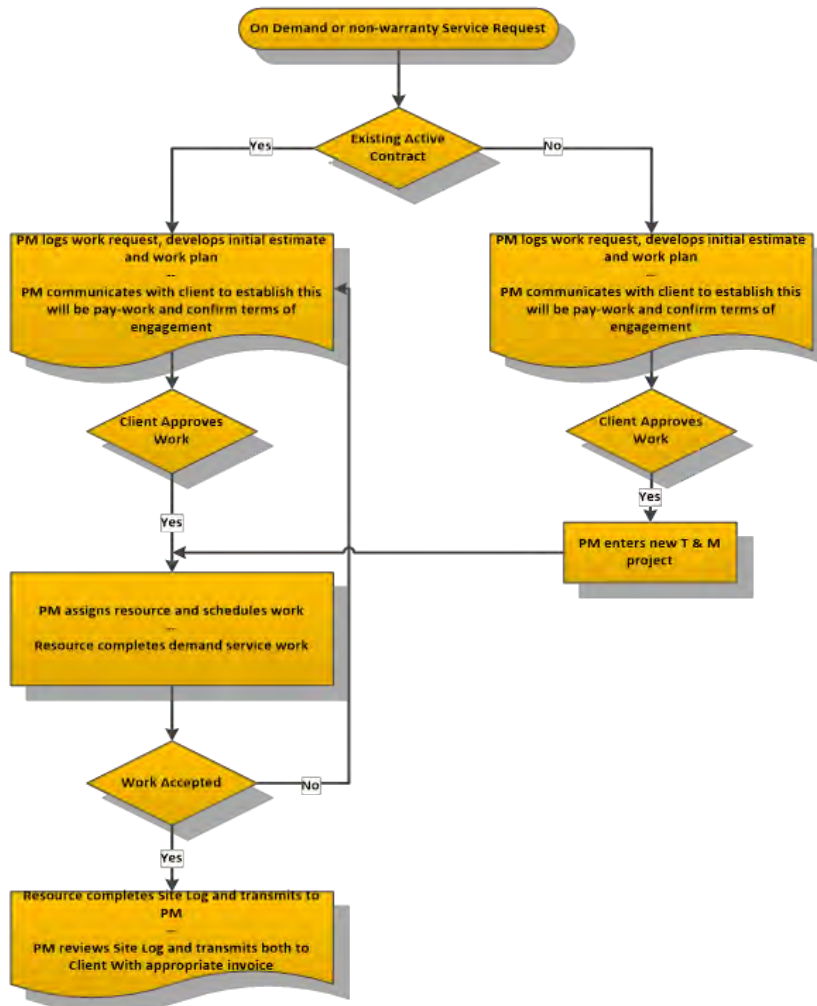 On Demand or non-warranty Service Request
Existing Active
Contract
Yes
No
PM logs work request, develops initial estimate
and work plan
--
PM communicates with client to establish this
will be pay-work and confirm terms of
engagement
PM logs work request, develops initial estimate
and work plan
--
PM communicates with client to establish this
will be pay-work and confirm terms of
engagement
Client Approves
Work
Client Approves
Work
Yes
Yes
PM enters new T & M
project
PM assigns resource and schedules work
--
Resource completes demand service work
Work Accepted
No
Yes
Resource completes Site Log and transmits to
PM
--
PM reviews Site Log and transmits both to
Client With appropriate invoice